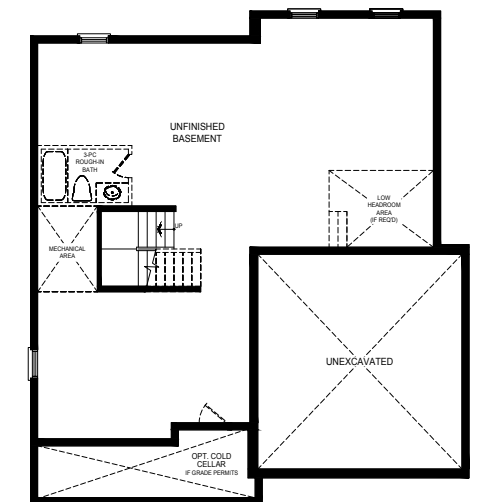 UNFINISHED
BASEMENT
3-PC
ROUGH-IN
BATH
UP
LOW
HEADROOM
AREA
(IF REQ'D)
MECHANICAL
AREA
UNEXCAVATED
OPT. COLD
CELLAR
IF GRADE PERMITS